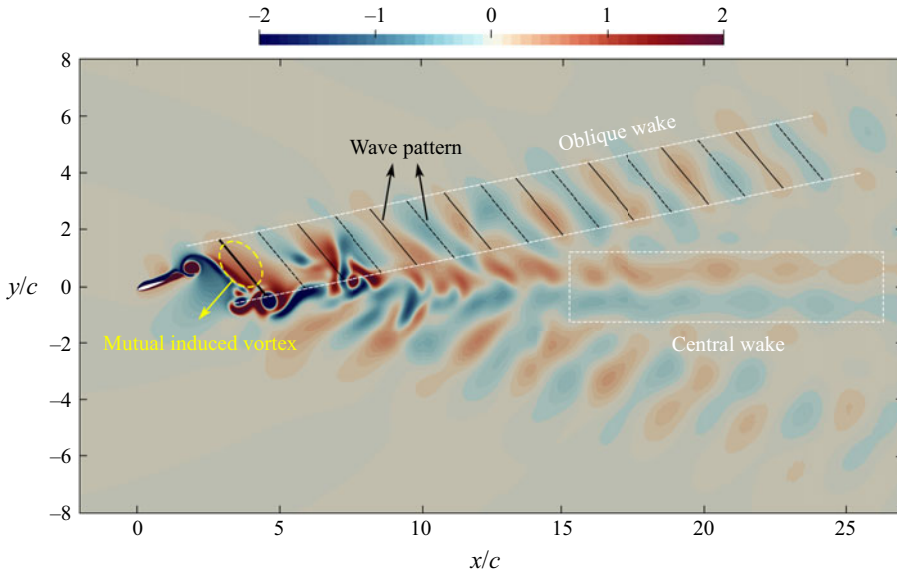 −2 −1 0 1 2
8
6
4
2
0
−2
−4
−6
−8
y/c
Oblique wake
Wave pattern
Mutual induced vortex
Central wake
0 5 10 15 20 25
x/c